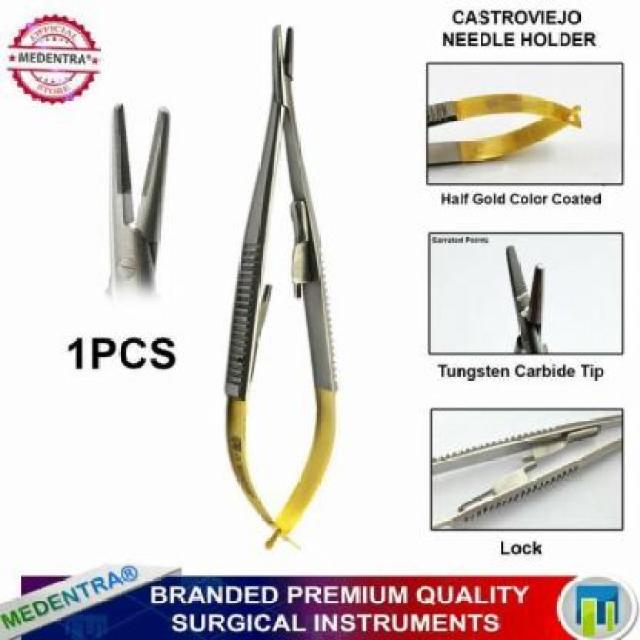 OFFICIAL
MEDENTRA®
STORE
CASTROVIEJO
NEEDLE HOLDER
Half Gold Color Coated
Serrated Points
1PCS
Tungsten Carbide Tip
Lock
MEDENTRA®
BRANDED PREMIUM QUALITY
SURGICAL INSTRUMENTS